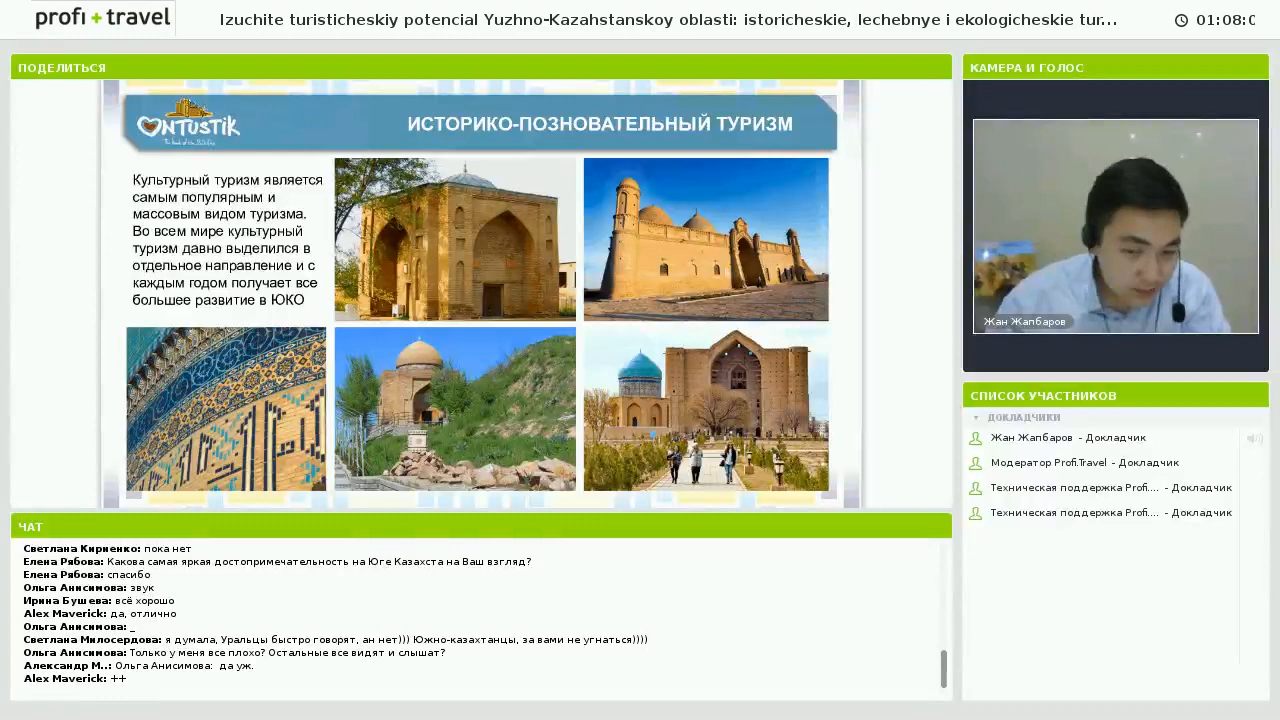 profi + travel
Izuchite turisticheskiy potencial Yuzhno-Kazahstanskoy oblasti: istoricheskie, lechebnye i ekologicheskie tur...
01:08:0
ПОДЕЛИТЬСЯ
ONTUSTIK
ИСТОРИКО-ПОЗНОВАТЕЛЬНЫЙ ТУРИЗМ
Культурный туризм является
самым популярным и
массовым видом туризма.
Во всем мире культурный
туризм давно выделился в
отдельное направление и с
каждым годом получает все
большее развитие в ЮКО
ЧАТ
Светлана Кириенко: пока нет
Елена Рябова: Какова самая яркая достопримечательность на Юге Казахста на Ваш взгляд?
Елена Рябова: спасибо
Ольга Анисимова: звук
Ирина Бушева: всё хорошо
Alex Maverick: да, отлично
Ольга Анисимова: _
Светлана Милосердова: я думала, Уральцы быстро говорят, ан нет))) Южно-казахтанцы, за вами не угнаться))))
Ольга Анисимова: Только у меня все плохо? Остальные все видят и слышат?
Александр М..: Ольга Анисимова: да уж.
Alex Maverick: ++
КАМЕРА И ГОЛОС
Жан Жапбаров
СПИСОК УЧАСТНИКОВ
ДОКЛАДЧИКИ
Жан Жапбаров - Докладчик
Модератор Profi.Travel - Докладчик
Техническая поддержка Profi.... - Докладчик
Техническая поддержка Profi.... - Докладчик